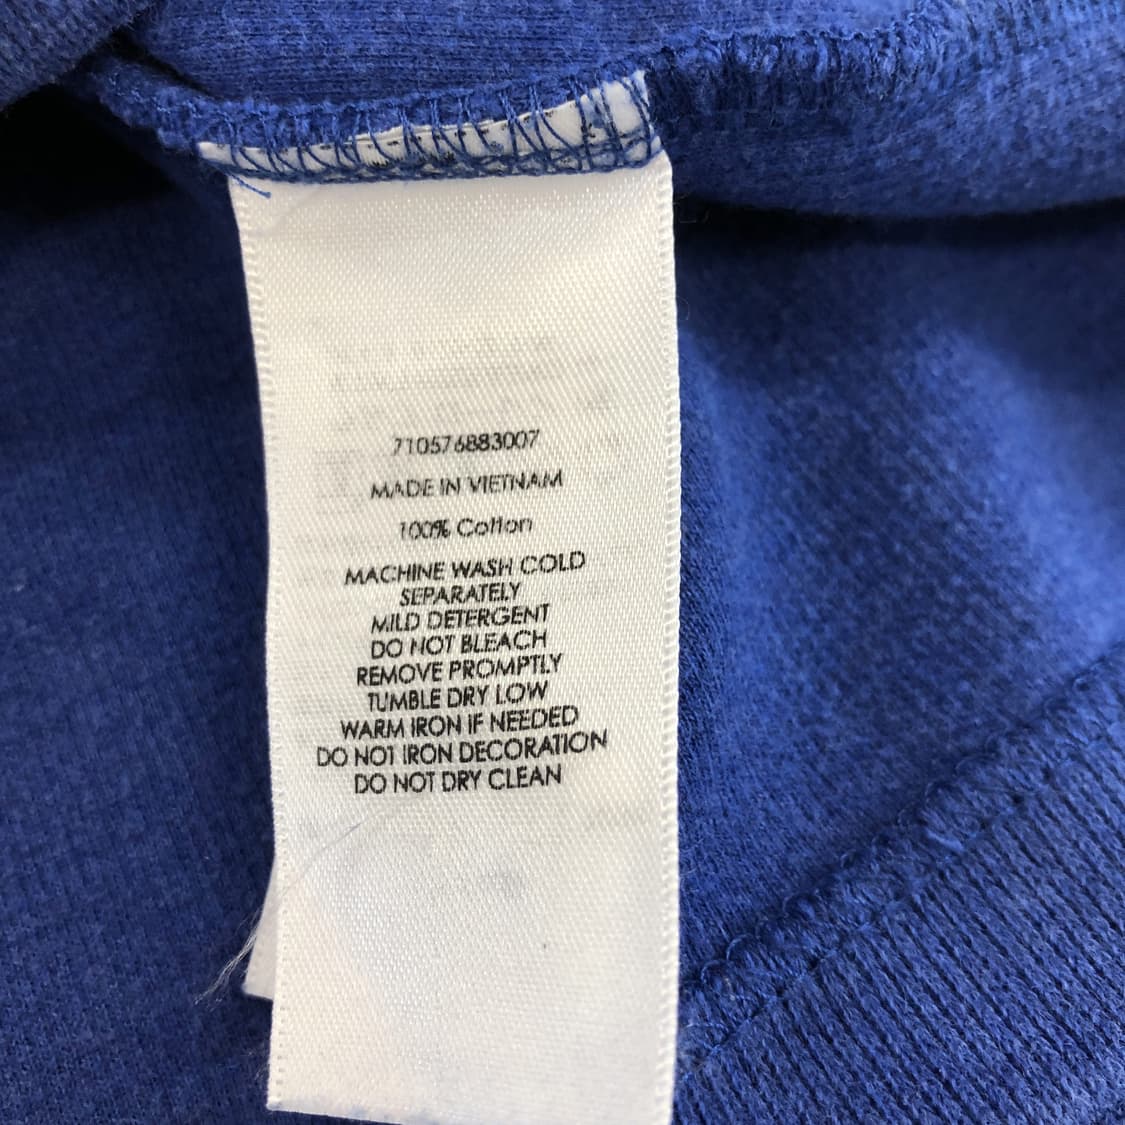 710576883007
MADE IN VIETNAM
100% Cotton
MACHINE WASH COLD
SEPARATELY
MILD DETERGENT
DO NOT BLEACH
REMOVE PROMPTLY
TUMBLE DRY LOW
WARM IRON IF NEEDED
DO NOT IRON DECORATION
DO NOT DRY CLEAN